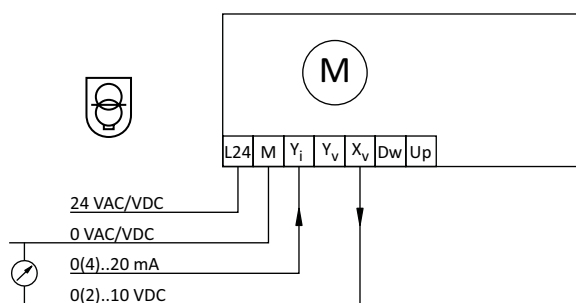 M
L24 M Yi Yv Xv Dw Up
24 VAC/VDC
0 VAC/VDC
0(4)..20 mA
0(2)..10 VDC